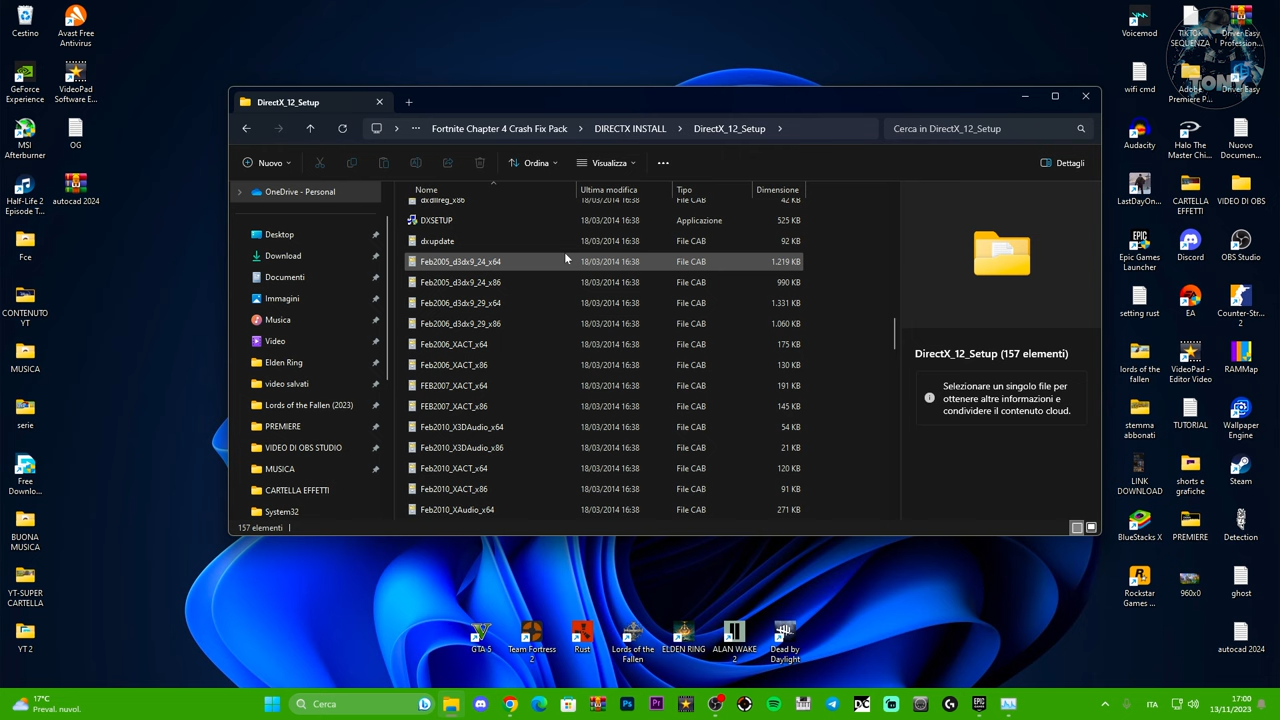 Cestino
Avast Free
Antivirus
GeForce
Experience
VideoPad
Software E...
MSI
Afterburner
OG
Half-Life 2
Episode T...
autocad 2024
Fce
CONTENUTO
YT
MUSICA
serie
Free
Downlo...
BUONA
MUSICA
YT-SUPER
CARTELLA
YT 2
DirectX_12_Setup
Fortnite Chapter 4 Crash Fix Pack
DIRECTX INSTALL
DirectX_12_Setup
Cerca in DirectX_12_Setup
Nuovo
Ordina
Visualizza
Dettagli
OneDrive - Personal
Desktop
Download
Documenti
Immagini
Musica
Video
Elden Ring
video salvati
Lords of the Fallen (2023)
PREMIERE
VIDEO DI OBS STUDIO
MUSICA
CARTELLA EFFETTI
System32
Nome Ultima modifica Tipo Dimensione
dxdllreg_x86 18/03/2014 16:38 File CAB 42 KB
DXSETUP 18/03/2014 16:38 Applicazione 525 KB
dxupdate 18/03/2014 16:38 File CAB 92 KB
Feb2005_d3dx9_24_x64 18/03/2014 16:38 File CAB 1.219 KB
Feb2005_d3dx9_24_x86 18/03/2014 16:38 File CAB 990 KB
Feb2006_d3dx9_29_x64 18/03/2014 16:38 File CAB 1.331 KB
Feb2006_d3dx9_29_x86 18/03/2014 16:38 File CAB 1.060 KB
Feb2006_XACT_x64 18/03/2014 16:38 File CAB 175 KB
Feb2006_XACT_x86 18/03/2014 16:38 File CAB 130 KB
FEB2007_XACT_x64 18/03/2014 16:38 File CAB 191 KB
FEB2007_XACT_x86 18/03/2014 16:38 File CAB 145 KB
Feb2010_X3DAudio_x64 18/03/2014 16:38 File CAB 54 KB
Feb2010_X3DAudio_x86 18/03/2014 16:38 File CAB 21 KB
Feb2010_XACT_x64 18/03/2014 16:38 File CAB 120 KB
Feb2010_XACT_x86 18/03/2014 16:38 File CAB 91 KB
Feb2010_XAudio_x64 18/03/2014 16:38 File CAB 271 KB
DirectX_12_Setup (157 elementi)
Selezionare un singolo file per
ottenere altre informazioni e
condividere il contenuto cloud.
157 elementi
GTA-5
Team Fortress
2
Rust
Lords of the
Fallen
ELDEN RING
ALAN WAKE
2
Dead by
Daylight
Voicemod
TIKTOK
SEQUENZA
Driver Easy
Profession...
wifi cmd
Adobe
Premiere P...
Driver Easy
TONY
Audacity
Halo The
Master Chi...
Nuovo
Documen...
LastDayOn...
CARTELLA
EFFETTI
VIDEO DI OBS
Epic Games
Launcher
Discord
OBS Studio
setting rust
EA
Counter-Str...
2
lords of the
fallen
VideoPad -
Editor Video
RAMMap
stemma
abbonati
TUTORIAL
Wallpaper
Engine
LINK
DOWNLOAD
shorts e
grafiche
Steam
BlueStacks X
PREMIERE
Detection
Rockstar
Games ...
960x0
ghost
autocad 2024
17°C
Preval. nuvol.
Cerca
ITA
17:00
13/11/2023